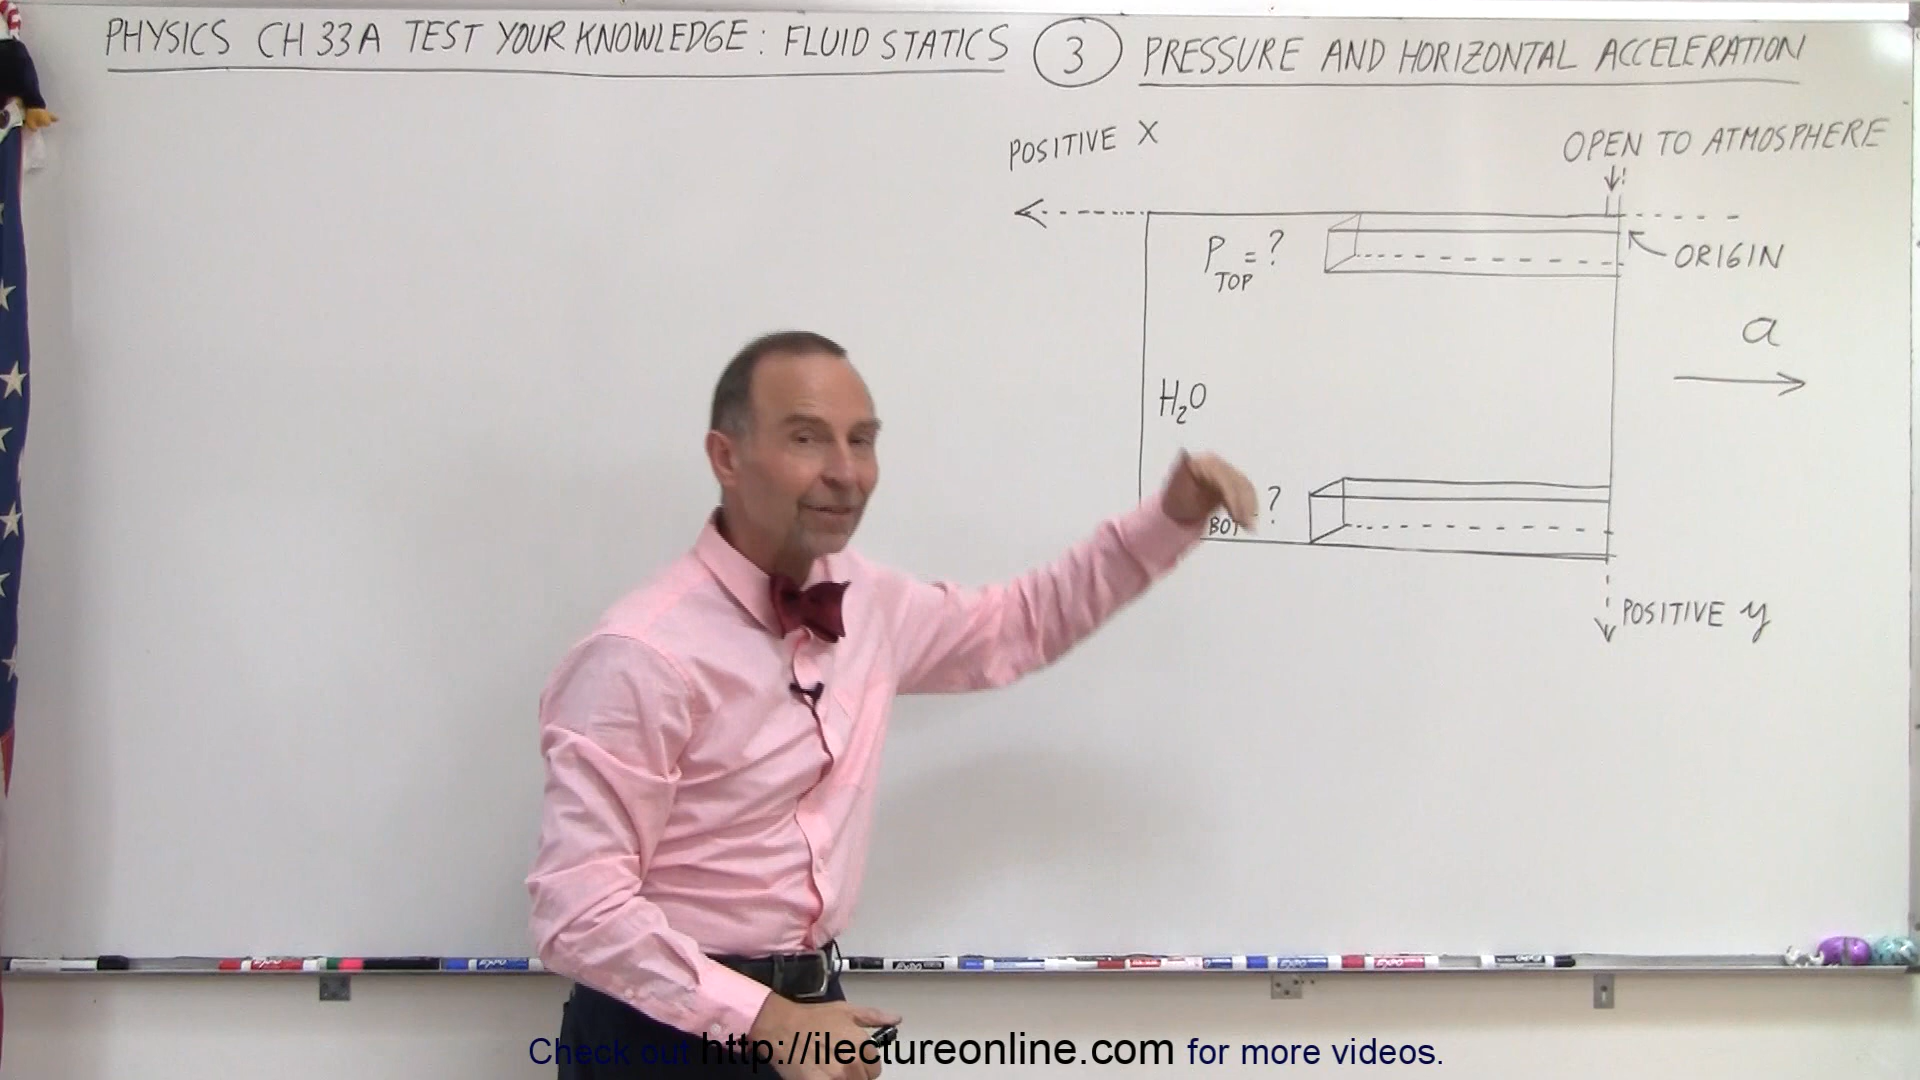 PHYSICS CH 33A TEST YOUR KNOWLEDGE: FLUID STATICS 3 PRESSURE AND HORIZONTAL ACCELERATION
POSITIVE X
OPEN TO ATMOSPHERE
P TOP = ?
ORIGIN
a
H₂O
BOT ?
POSITIVE y
Check out http://ilectureonline.com for more videos.